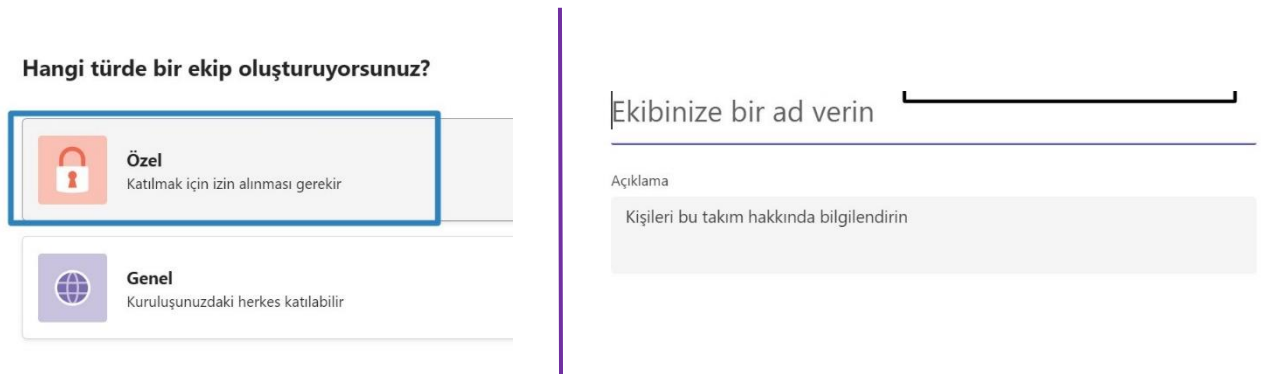 Hangi türde bir ekip oluşturuyorsunuz?
Özel
Katılmak için izin alınması gerekir
Genel
Kuruluşunuzdaki herkes katılabilir
Ekibinize bir ad verin
Açıklama
Kişileri bu takım hakkında bilgilendirin